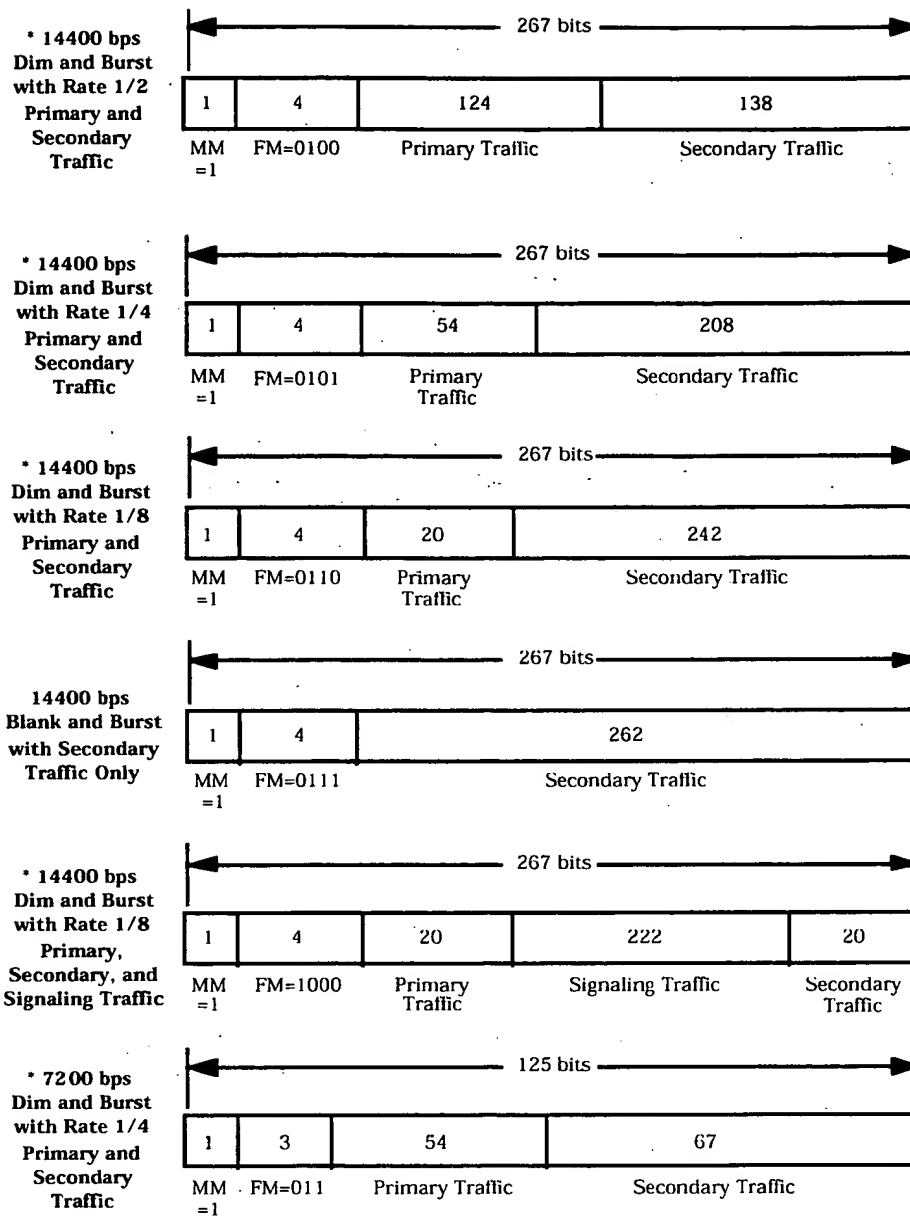 * 14400 bps
Dim and Burst
with Rate 1/2
Primary and
Secondary
Traffic
267 bits
1 4 124 138
MM
=1
FM=0100 Primary Traffic Secondary Traffic
* 14400 bps
Dim and Burst
with Rate 1/4
Primary and
Secondary
Traffic
267 bits
1 4 54 208
MM
=1
FM=0101
Primary
Traffic
Secondary Traffic
* 14400 bps
Dim and Burst
with Rate 1/8
Primary and
Secondary
Traffic
267 bits
1 4 20 242
MM
=1
FM=0110
Primary
Traffic
Secondary Traffic
14400 bps
Blank and Burst
with Secondary
Traffic Only
267 bits
1 4 262
MM
=1
FM=0111 Secondary Traffic
* 14400 bps
Dim and Burst
with Rate 1/8
Primary,
Secondary, and
Signaling Traffic
267 bits
1 4 20 222 20
MM
=1
FM=1000
Primary
Traffic
Signaling Traffic
Secondary
Traffic
* 7200 bps
Dim and Burst
with Rate 1/4
Primary and
Secondary
Traffic
125 bits
1 3 54 67
MM
=1
FM=011 Primary Traffic Secondary Traffic